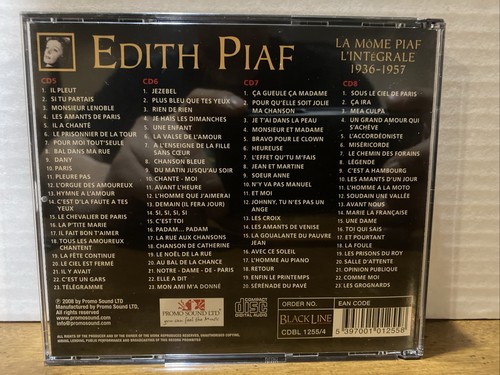 EDITH PIAF
LA MÔME PIAF
L'INTÉGRALE
1936-1957
CD5
1. IL PLEUT
2. SI TU PARTAIS
3. MONSIEUR LENOBLE
4. LES AMANTS DE PARIS
5. IL A CHANTÉ
6. LE PRISONNIER DE LA TOUR
7. POUR MOI TOUT'SEULE
8. BAL DANS MA RUE
9. DANY
10. PARIS
11. PLEURE PAS
12. L'ORGUE DES AMOUREUX
13. HYMNE A L'AMOUR
14. C'EST D'LA FAUTE A TES
YEUX
15. LE CHEVALIER DE PARIS
16. LA P'TITE MARIE
17. IL FAIT BON T'AIMER
18. TOUS LES AMOUREUX
CHANTENT
19. LA FÊTE CONTINUE
20. LE CIEL EST FERMÉ
21. IL Y AVAIT
22. C'EST UN GARS
23. TÉLÉGRAMME
CD6
1. JEZEBEL
2. PLUS BLEU QUE TES YEUX
3. RIEN DE RIEN
4. JE HAIS LES DIMANCHES
5. UNE ENFANT
6. LA VALSE DE L'AMOUR
7. A L'ENSEIGNE DE LA FILLE
SANS CŒUR
8. CHANSON BLEUE
9. DU MATIN JUSQU'AU SOIR
10. CHANTE - MOI
11. AVANT L'HEURE
12. L'HOMME QUE J'AIMERAI
13. DEMAIN (IL FERA JOUR)
14. SI, SI, SI, SI
15. C'EST TOI
16. PADAM... PADAM
17. LA RUE AUX CHANSONS
18. CHANSON DE CATHERINE
19. LE NOËL DE LA RUE
20. AU BAL DE LA CHANCE
21. NOTRE - DAME - DE - PARIS
22. ELLE A DIT
23. MON AMI M'A DONNÉ
CD7
1. ÇA GUEULE ÇA MADAME
2. POUR QU'ELLE SOIT JOLIE
MA CHANSON
3. JE T'AI DANS LA PEAU
4. MONSIEUR ET MADAME
5. BRAVO POUR LE CLOWN
6. HEUREUSE
7. L'EFFET QU'TU M'FAIS
8. JEAN ET MARTINE
9. SOEUR ANNE
10. N'Y VA PAS MANUEL
11. ET MOI
12. JOHNNY, TU N'ES PAS UN
ANGE
13. LES CROIX
14. LES AMANTS DE VENISE
15. LA GOUALANTE DU PAUVRE
JEAN
16. AVEC CE SOLEIL
17. L'HOMME AU PIANO
18. RETOUR
19. ENFIN LE PRINTEMPS
20. SÉRÉNADE DU PAVÉ
CD8
1. SOUS LE CIEL DE PARIS
2. ÇA IRA
3. MEA CULPA
4. UN GRAND AMOUR QUI
S'ACHÈVE
5. L'ACCORDÉONISTE
6. MISÉRICORDE
7. LE CHEMIN DES FORAINS
8. LÉGENDE
9. C'EST A HAMBOURG
10. LES AMANTS D'UN JOUR
11. L'HOMME A LA MOTO
12. SOUDAIN UNE VALLÉE
13. AVANT NOUS
14. MARIE LA FRANÇAISE
15. UNE DAME
16. TOI QUI SAIS
17. ET POURTANT
18. LA FOULE
19. LES PRISONS DU ROY
20. SALLE D'ATTENTE
21. OPINION PUBLIQUE
22. COMME MOI
23. LES GROGNARDS
℗ 2008 by Promo Sound LTD
Manufactured by Promo Sound LTD.
All rights reserved
www.promosound.com
info@promosound.com
PROMO SOUND LTD
you can feel the Music
COMPACT
disc
DIGITAL AUDIO
ORDER NO.
BLACK LINE
CDBL 1255/4
EAN CODE
5 397001 012558